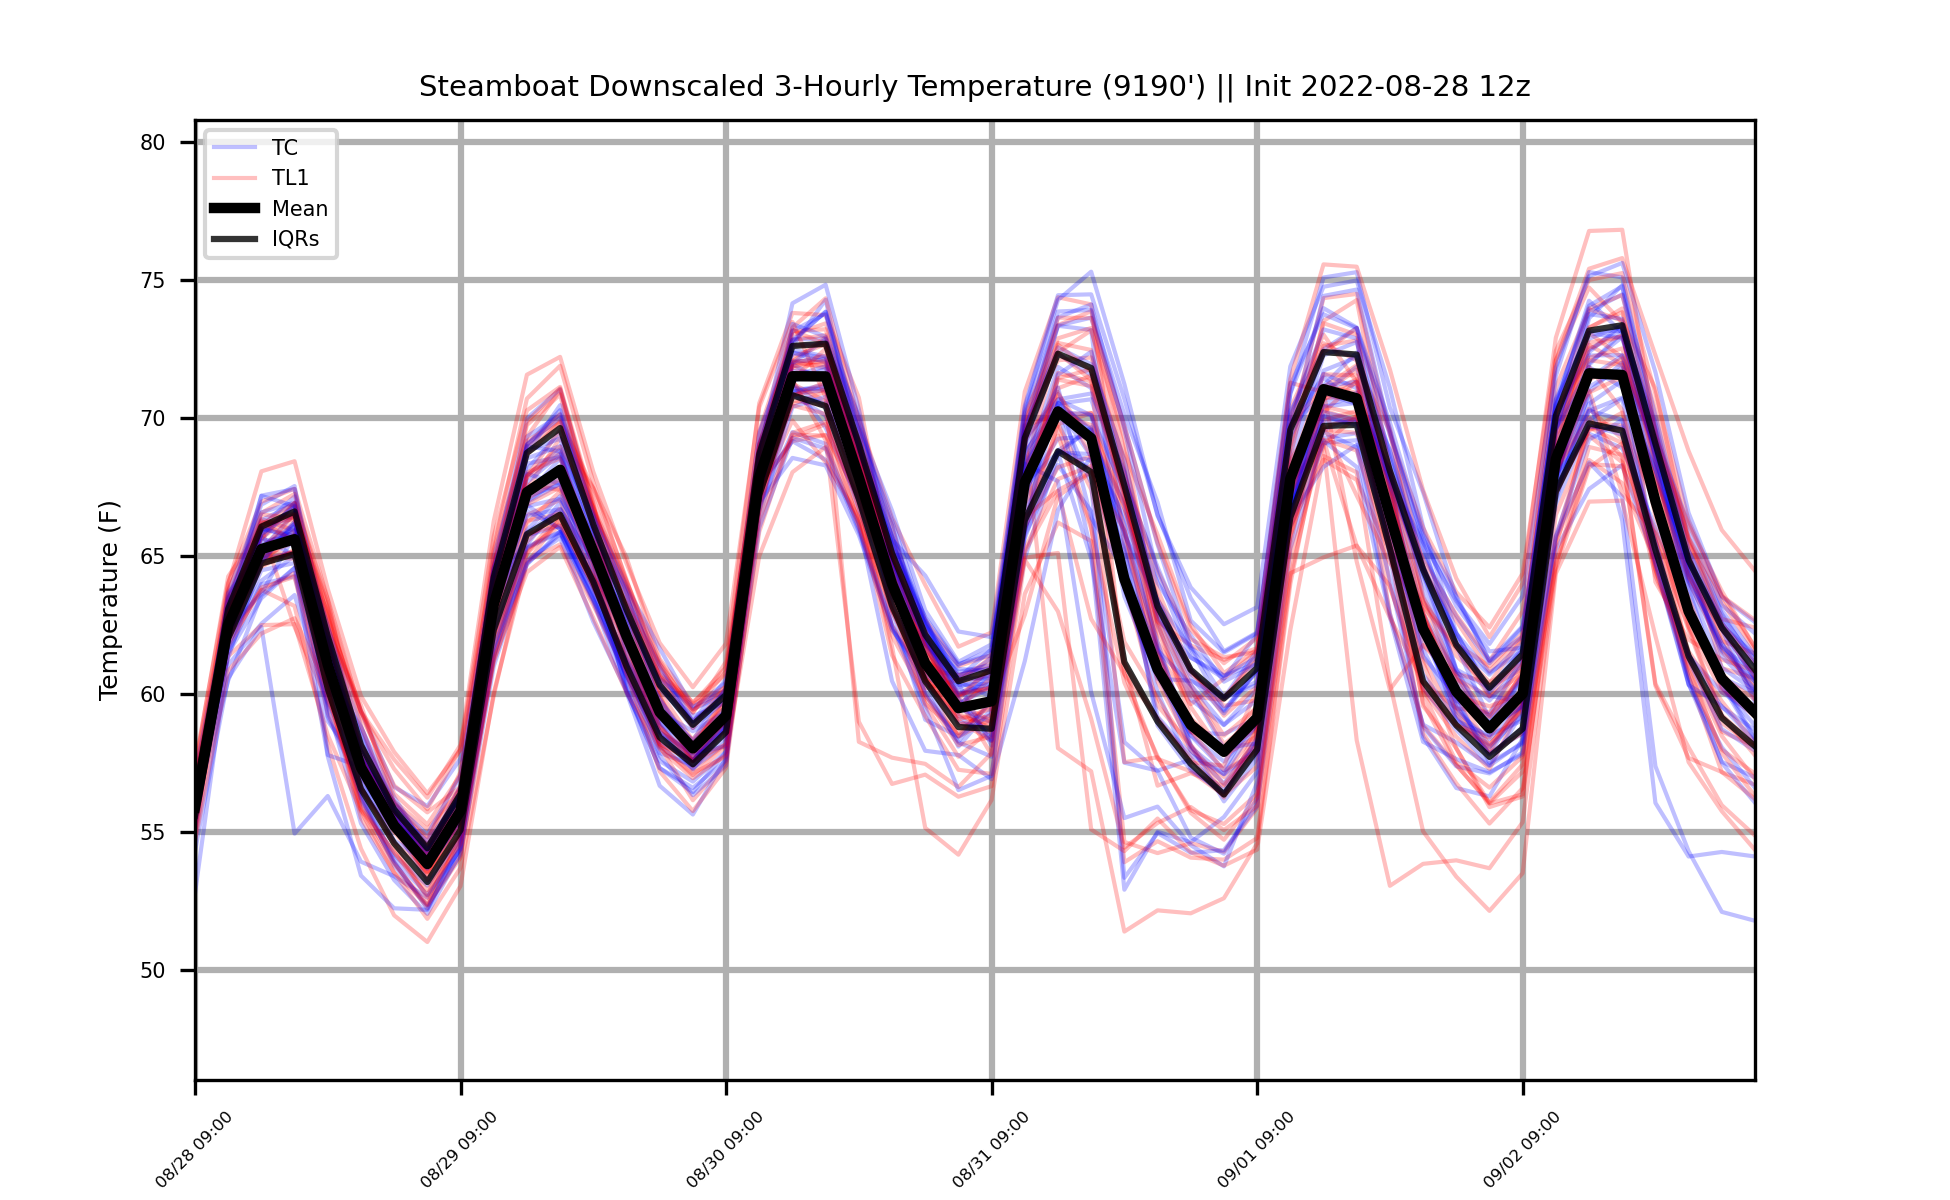 Steamboat Downscaled 3-Hourly Temperature (9190') || Init 2022-08-28 12z
TC
TL1
Mean
IQRs
Temperature (F)
80
75
70
65
60
55
50
08/28 09:00
08/29 09:00
08/30 09:00
08/31 09:00
09/01 09:00
09/02 09:00